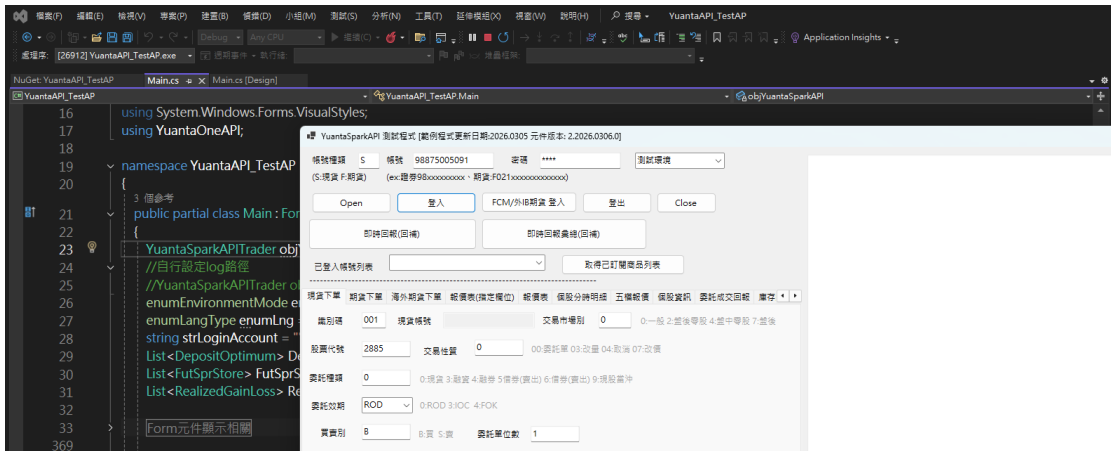 檔案(F) 編輯(E) 檢視(V) 專案(P) 建置(B) 偵錯(D) 小組(M) 測試(S) 分析(N) 工具(T) 延伸模組(X) 視窗(W) 說明(H) 搜尋 YuantaAPI_TestAP
Debug Any CPU 繼續(C) Application Insights
處理序: [26912] YuantaAPI_TestAP.exe 週期事件 執行緒: 堆疊框架:
NuGet: YuantaAPI_TestAP Main.cs Main.cs [Design]
YuantaAPI_TestAP YuantaAPI_TestAP.Main objYuantaSparkAPI
16 using System.Windows.Forms.VisualStyles;
17 using YuantaOneAPI;
18
19 namespace YuantaAPI_TestAP
20 {
3 個參考
21 public partial class Main : For
22 {
23 YuantaSparkAPITrader obj
24 //自行設定log路徑
25 //YuantaSparkAPITrader o
26 enumEnvironmentMode e
27 enumLangType enumLng =
28 string strLoginAccount = "
29 List<DepositOptimum> De
30 List<FutSprStore> FutSprS
31 List<RealizedGainLoss> Re
32
33 Form元件顯示相關
369
YuantaSparkAPI 測試程式 [範例程式更新日期:2026.0305 元件版本: 2.2026.0306.0]
帳號種類 S 帳號 98875005091 密碼 **** 測試環境
(S:現貨 F:期貨) (ex:證券98xxxxxxxxx、期貨:F021xxxxxxxxxxxxx)
Open 登入 FCM/外IB期貨 登入 登出 Close
即時回報(回補) 即時回報彙總(回補)
已登入帳號列表 取得已訂閱商品列表
現貨下單 期貨下單 海外期貨下單 報價表(指定欄位) 報價表 個股分時明細 五檔報價 個股資訊 委託成交回報 庫存
識別碼 001 現貨帳號 交易市場別 0 0:一般 2:盤後零股 4:盤中零股 7:盤後
股票代號 2885 交易性質 0 00:委託單 03:改量 04:取消 07:改價
委託種類 0 0:現貨 3:融資 4:融券 5借券(賣出) 6:借券(賣出) 9:現股當沖
委託效期 ROD 0:ROD 3:IOC 4:FOK
買賣別 B B:買 S:賣 委託單位數 1